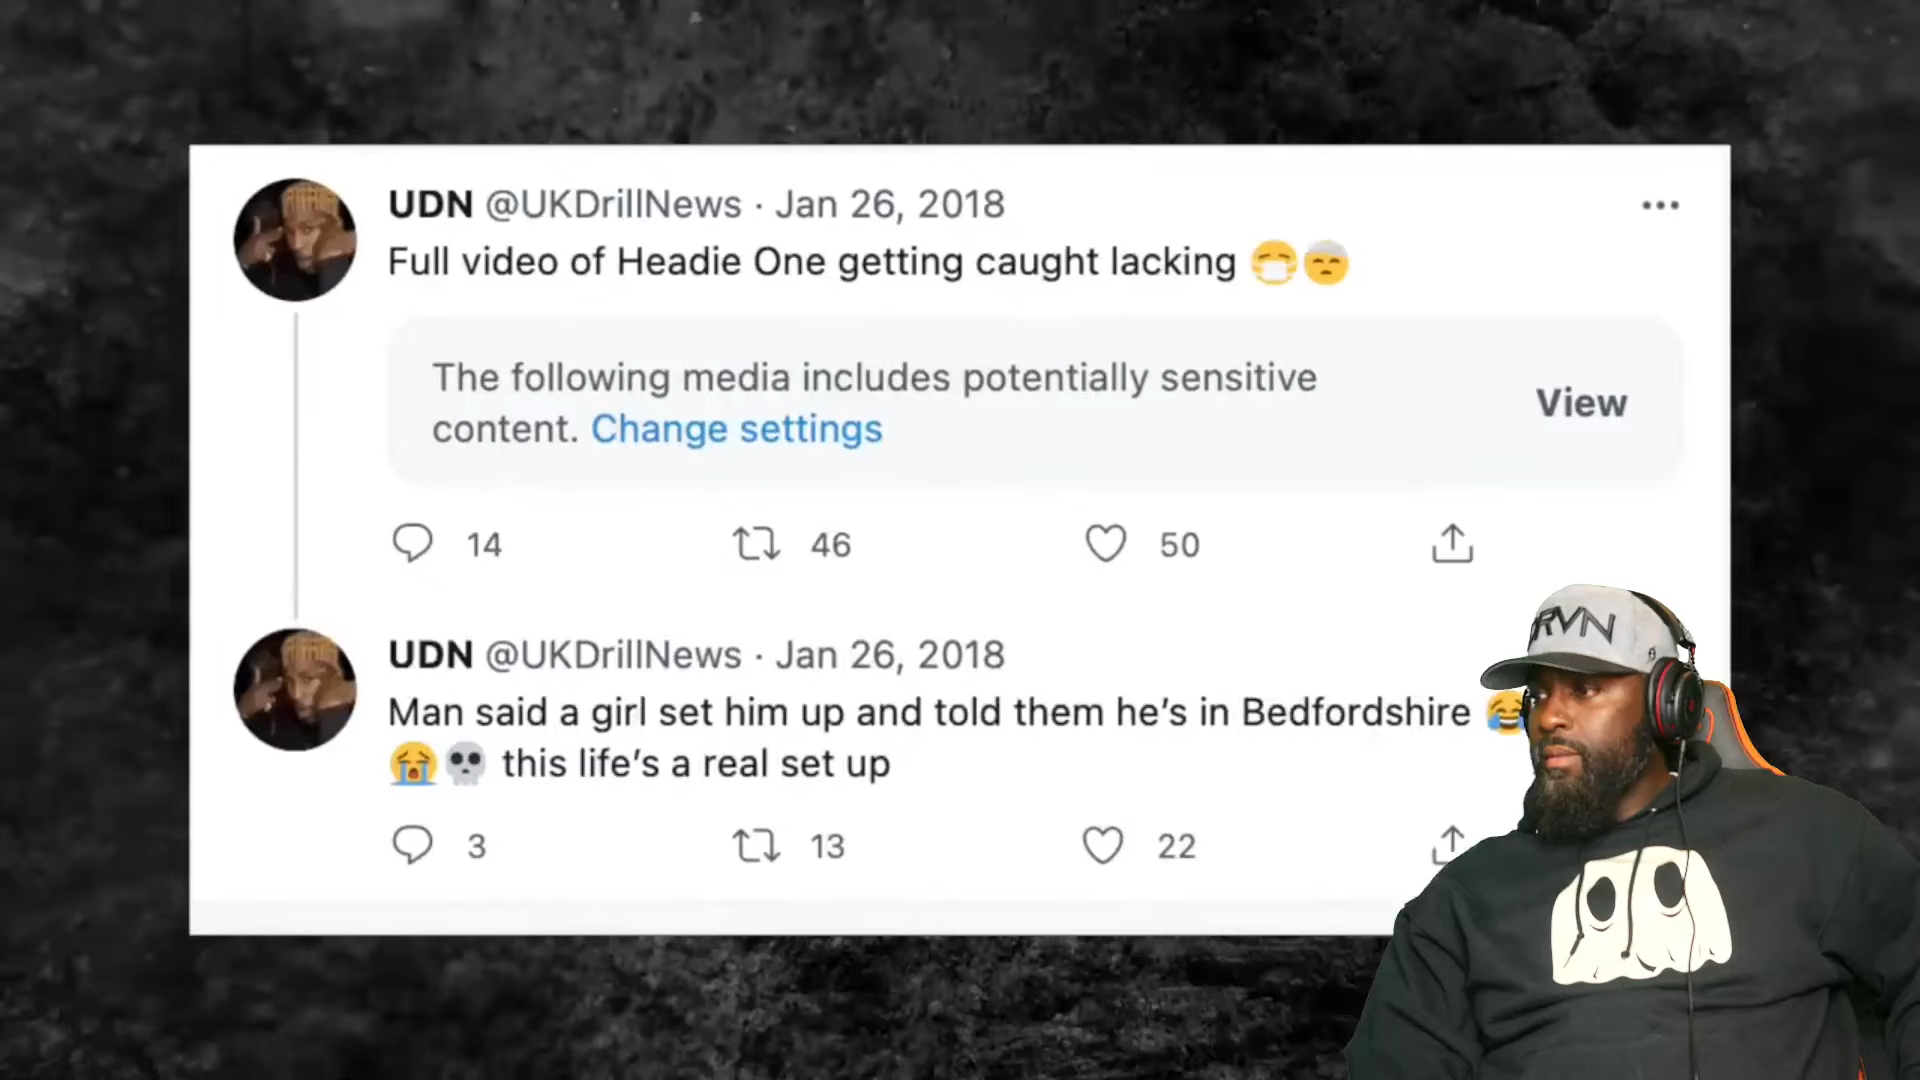 UDN @UKDrillNews · Jan 26, 2018
Full video of Headie One getting caught lacking 😷🤕
The following media includes potentially sensitive
content. Change settings
View
14 46 50
UDN @UKDrillNews · Jan 26, 2018
Man said a girl set him up and told them he's in Bedfordshire 😂
😭💀 this life's a real set up
3 13 22
RVN